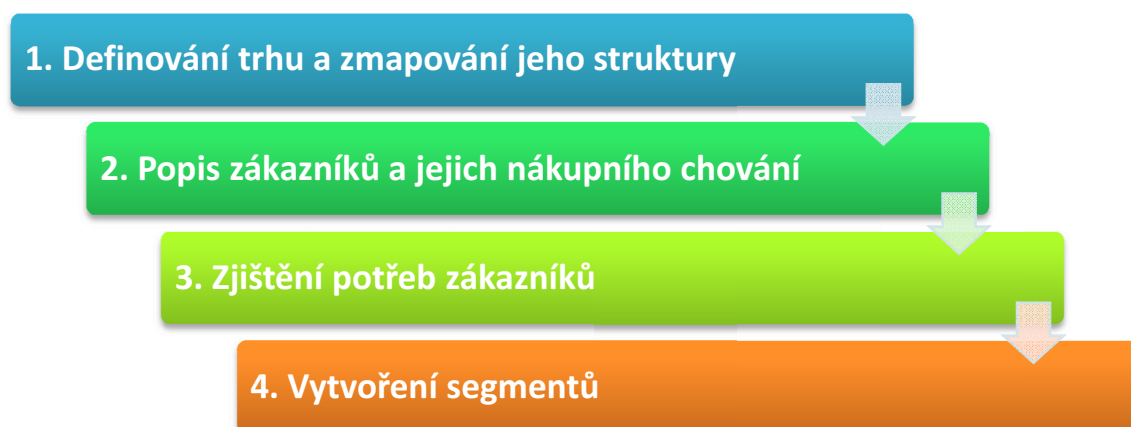 1. Definování trhu a zmapování jeho struktury
2. Popis zákazníků a jejich nákupního chování
3. Zjištění potřeb zákazníků
4. Vytvoření segmentů